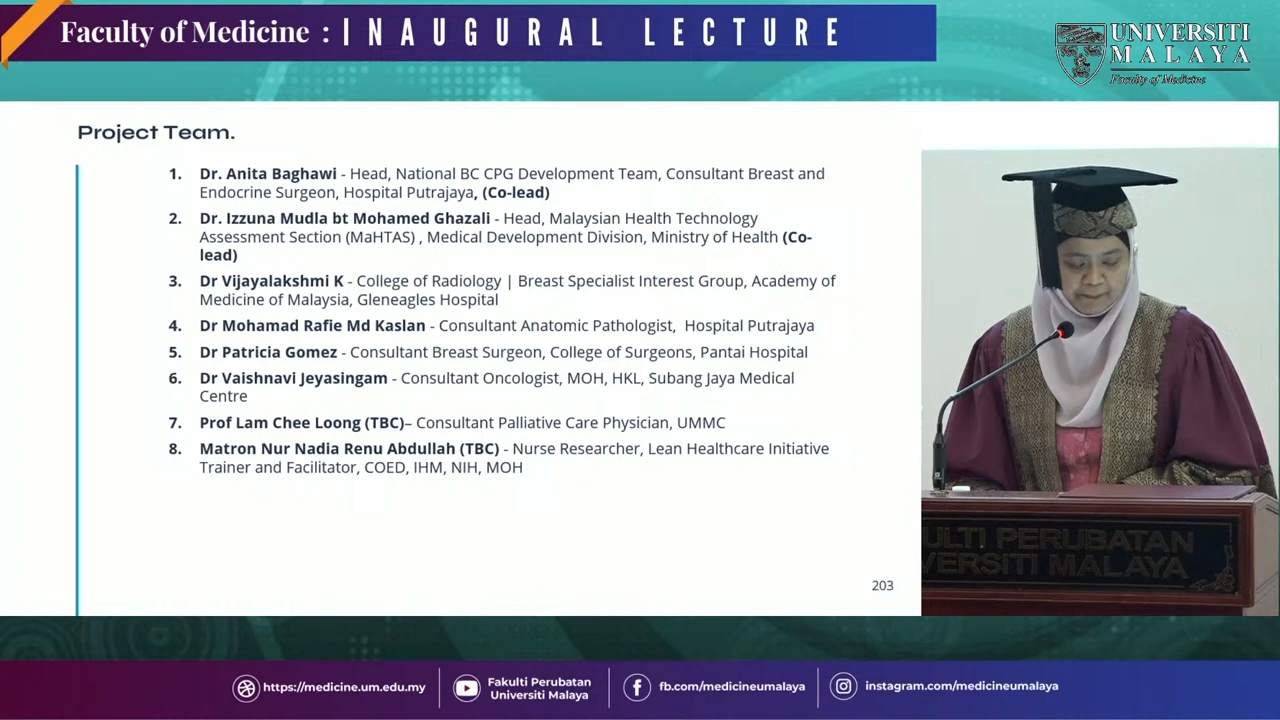 Faculty of Medicine : INAUGURAL LECTURE
UNIVERSITI
MALAYA
Faculty of Medicine
Project Team.
1. Dr. Anita Baghawi - Head, National BC CPG Development Team, Consultant Breast and
Endocrine Surgeon, Hospital Putrajaya, (Co-lead)
2. Dr. Izzuna Mudla bt Mohamed Ghazali - Head, Malaysian Health Technology
Assessment Section (MaHTAS) , Medical Development Division, Ministry of Health (Co-
lead)
3. Dr Vijayalakshmi K - College of Radiology | Breast Specialist Interest Group, Academy of
Medicine of Malaysia, Gleneagles Hospital
4. Dr Mohamad Rafie Md Kaslan - Consultant Anatomic Pathologist, Hospital Putrajaya
5. Dr Patricia Gomez - Consultant Breast Surgeon, College of Surgeons, Pantai Hospital
6. Dr Vaishnavi Jeyasingam - Consultant Oncologist, MOH, HKL, Subang Jaya Medical
Centre
7. Prof Lam Chee Loong (TBC)– Consultant Palliative Care Physician, UMMC
8. Matron Nur Nadia Renu Abdullah (TBC) - Nurse Researcher, Lean Healthcare Initiative
Trainer and Facilitator, COED, IHM, NIH, MOH
203
ULTI PERUBATAN
VERSITI MALAYA
https://medicine.um.edu.my
Fakulti Perubatan
Universiti Malaya
fb.com/medicineumalaya
instagram.com/medicineumalaya